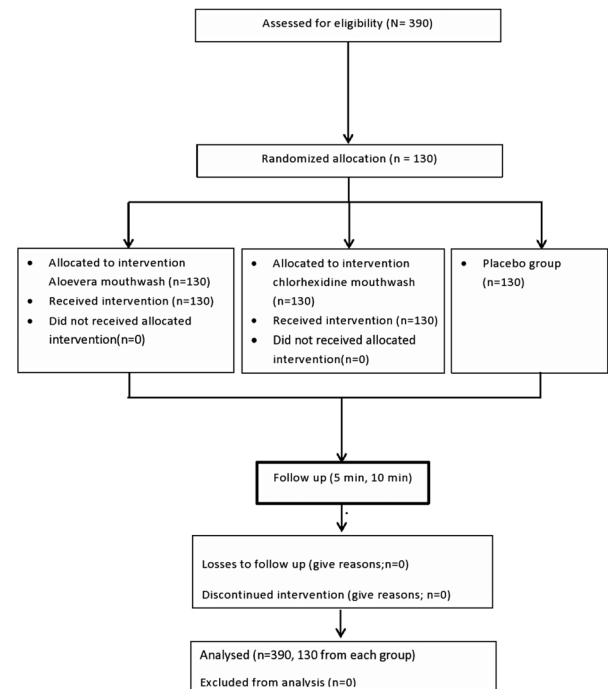 Assessed for eligibility (N= 390)
Randomized allocation (n = 130)
• Allocated to intervention
Aloevera mouthwash (n=130)
• Received intervention (n=130)
• Did not received allocated
intervention(n=0)
• Allocated to intervention
chlorhexidine mouthwash
(n=130)
• Received intervention (n=130)
• Did not received allocated
intervention(n=0)
• Placebo group
(n=130)
Follow up (5 min, 10 min)
Losses to follow up (give reasons;n=0)
Discontinued intervention (give reasons; n=0)
Analysed (n=390, 130 from each group)
Excluded from analysis (n=0)